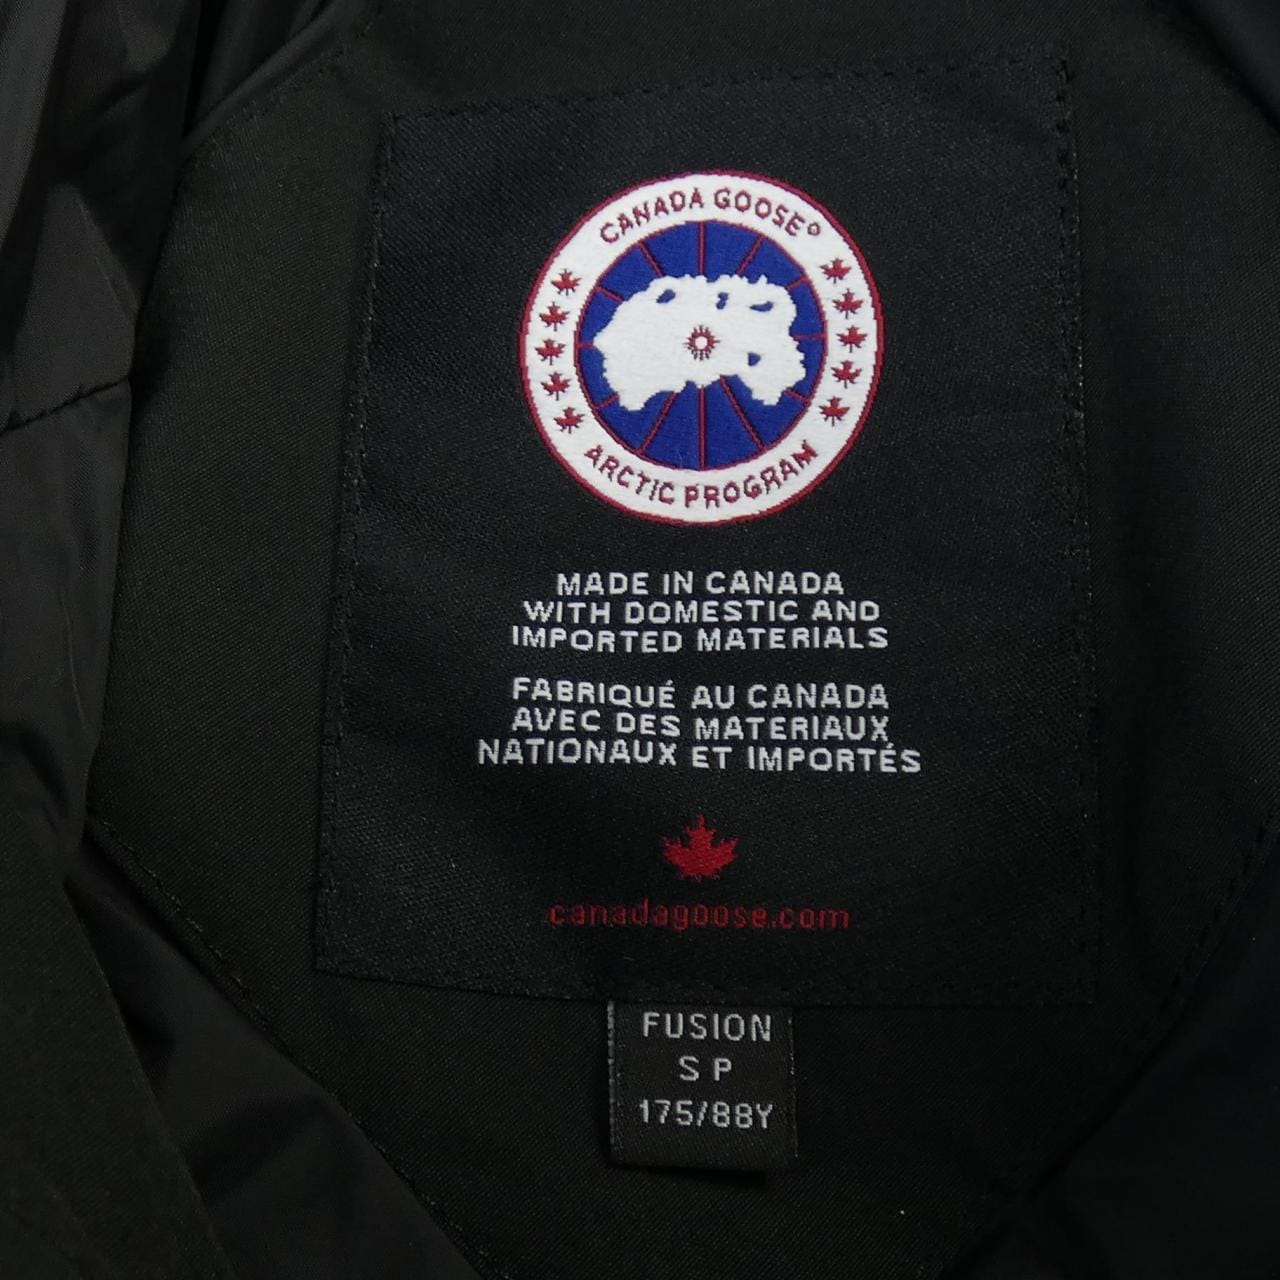 CANADA GOOSE®
ARCTIC PROGRAM
MADE IN CANADA
WITH DOMESTIC AND
IMPORTED MATERIALS
FABRIQUÉ AU CANADA
AVEC DES MATERIAUX
NATIONAUX ET IMPORTÉS
canadagoose.com
FUSION
S P
175/88Y